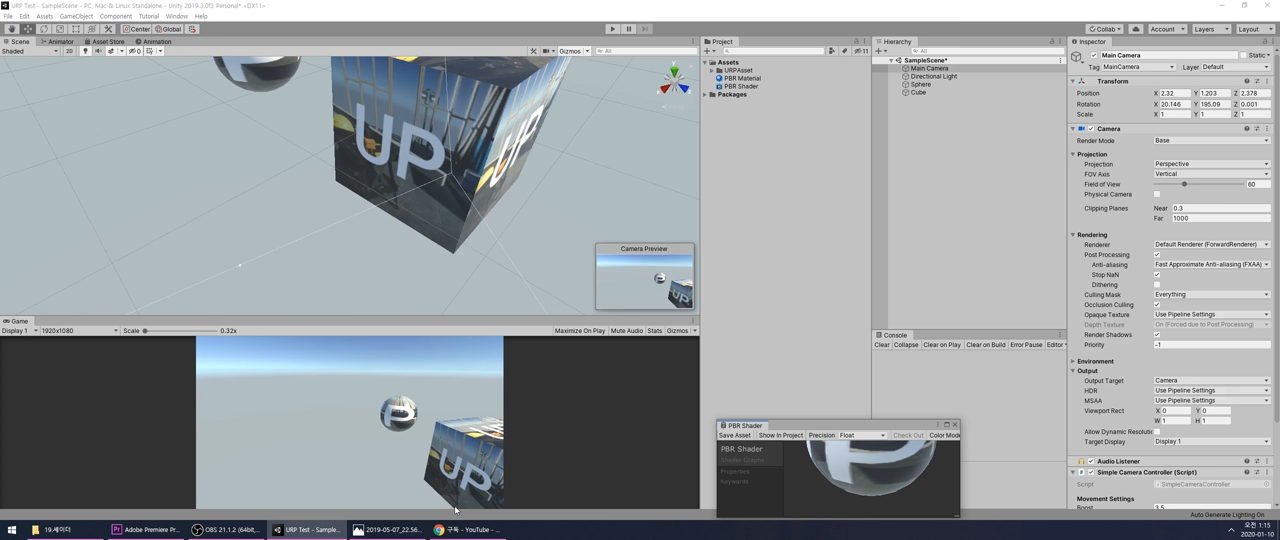 URP Test - SampleScene - PC, Mac & Linux Standalone - Unity 2019.3.0f3 Personal* <DX11>
File Edit Assets GameObject Component Tutorial Window Help
Center Global Collab Account Layers Layout
Scene Animator Asset Store Animation
Shaded 2D 0 Gizmos All
UP
UP
Camera Preview
UP
Game
Display 1 1920x1080 Scale 0.32x Maximize On Play Mute Audio Stats Gizmos
P
UP
Project
11
Assets
URPAsset
PBR Material
PBR Shader
Packages
Hierarchy
All
SampleScene*
Main Camera
Directional Light
Sphere
Cube
Console
Clear Collapse Clear on Play Clear on Build Error Pause Editor
PBR Shader
Save Asset Show In Project Precision Float Check Out Color Mode
PBR Shader
Shader Graphs
Properties
Keywords
Inspector
Main Camera Static
Tag MainCamera Layer Default
Transform
Position X 2.32 Y 1.203 Z 2.378
Rotation X 20.146 Y 195.09 Z 0.001
Scale X 1 Y 1 Z 1
Camera
Render Mode Base
Projection
Projection Perspective
FOV Axis Vertical
Field of View 60
Physical Camera
Clipping Planes Near 0.3
Far 1000
Rendering
Renderer Default Renderer (ForwardRenderer)
Post Processing
Anti-aliasing Fast Approximate Anti-aliasing (FXAA)
Stop NaN
Dithering
Culling Mask Everything
Occlusion Culling
Opaque Texture Use Pipeline Settings
Depth Texture On (Forced due to Post Processing)
Render Shadows
Priority -1
Environment
Output
Output Target Camera
HDR Use Pipeline Settings
MSAA Use Pipeline Settings
Viewport Rect X 0 Y 0
W 1 H 1
Allow Dynamic Resolutic
Target Display Display 1
Audio Listener
Simple Camera Controller (Script)
Script SimpleCameraController
Movement Settings
Boost 3.5
Auto Generate Lighting On
19.세이더 Adobe Premiere Pr... OBS 21.1.2 (64bit,... URP Test - Sample... 2019-05-07_22.56... 구독 - YouTube - ...
오전 1:15
2020-01-10